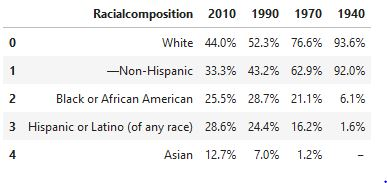 Racialcomposition 2010 1990 1970 1940
0 White 44.0% 52.3% 76.6% 93.6%
1 —Non-Hispanic 33.3% 43.2% 62.9% 92.0%
2 Black or African American 25.5% 28.7% 21.1% 6.1%
3 Hispanic or Latino (of any race) 28.6% 24.4% 16.2% 1.6%
4 Asian 12.7% 7.0% 1.2% –
.